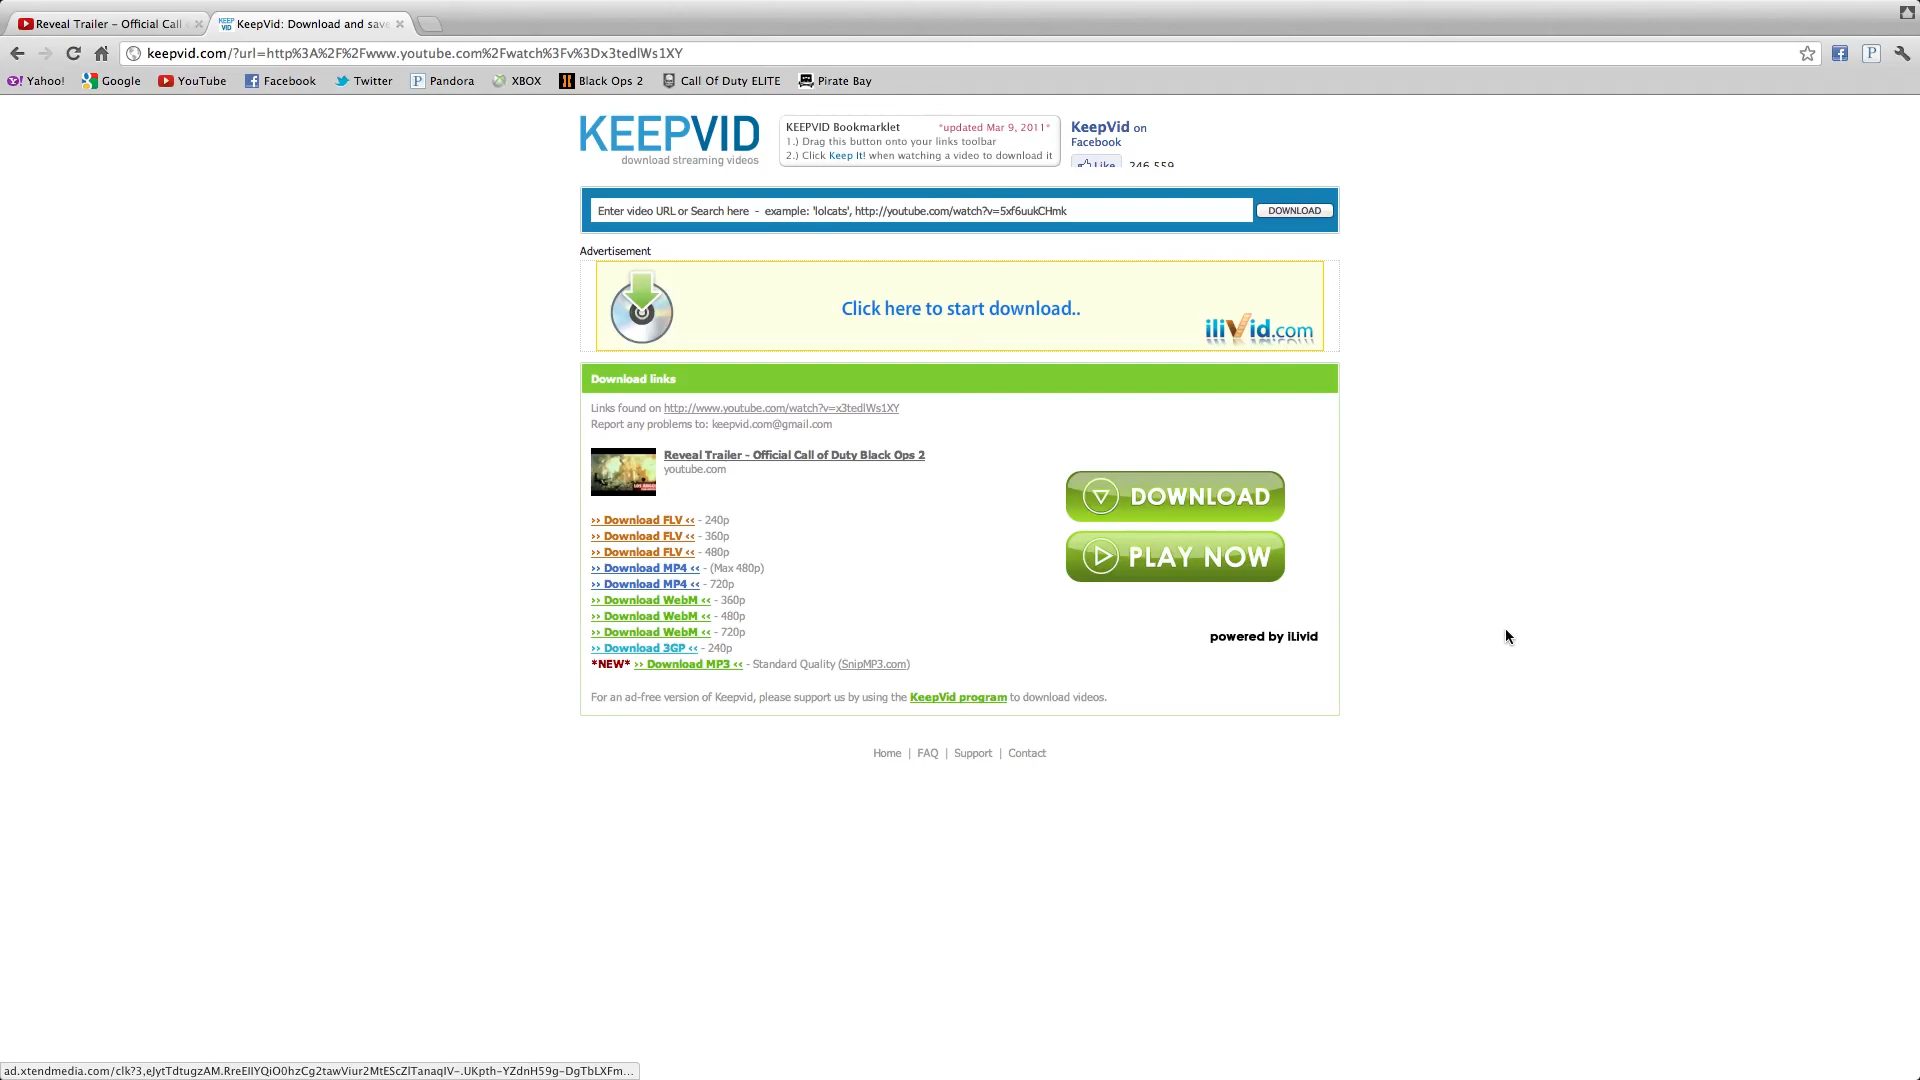 Reveal Trailer - Official Call
KeepVid: Download and save
keepvid.com/?url=http%3A%2F%2Fwww.youtube.com%2Fwatch%3Fv%3Dx3tedlWs1XY
Yahoo! Google YouTube Facebook Twitter Pandora XBOX Black Ops 2 Call Of Duty ELITE Pirate Bay
KEEPVID
download streaming videos
KEEPVID Bookmarklet *updated Mar 9, 2011*
1.) Drag this button onto your links toolbar
2.) Click Keep It! when watching a video to download it
KeepVid on
Facebook
Like 246,559
Enter video URL or Search here - example: 'lolcats', http://youtube.com/watch?v=5xf6uukCHmk DOWNLOAD
Advertisement
Click here to start download..
ilivid.com
Download links
Links found on http://www.youtube.com/watch?v=x3tedlWs1XY
Report any problems to: keepvid.com@gmail.com
Reveal Trailer - Official Call of Duty Black Ops 2
youtube.com
DOWNLOAD
PLAY NOW
powered by iLivid
>> Download FLV << - 240p
>> Download FLV << - 360p
>> Download FLV << - 480p
>> Download MP4 << - (Max 480p)
>> Download MP4 << - 720p
>> Download WebM << - 360p
>> Download WebM << - 480p
>> Download WebM << - 720p
>> Download 3GP << - 240p
*NEW* >> Download MP3 << - Standard Quality (SnipMP3.com)
For an ad-free version of Keepvid, please support us by using the KeepVid program to download videos.
Home | FAQ | Support | Contact